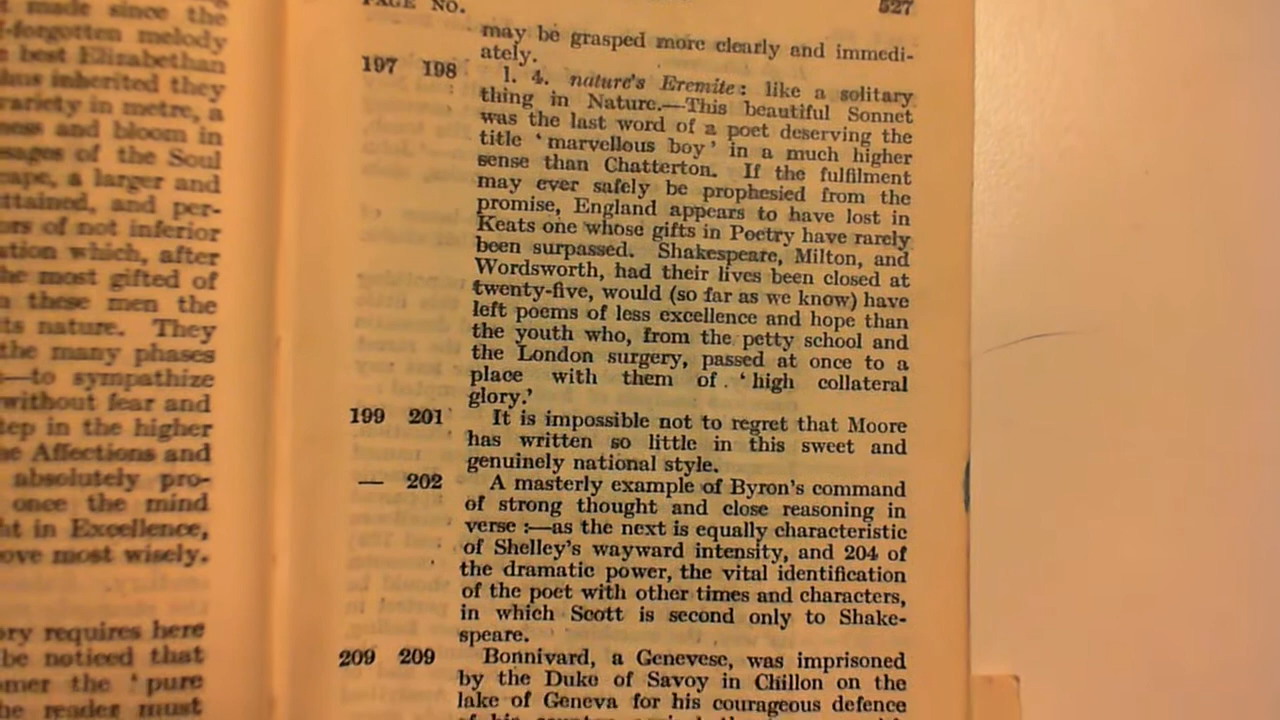 made since the
-forgotten melody
best Elizabethan
inherited they
variety in metre, a
and bloom in
of the Soul
a larger and
attained, and per-
of not inferior
which, after
the most gifted of
these men the
its nature. They
the many phases
—to sympathize
without fear and
step in the higher
Affections and
absolutely pro-
once the mind
in Excellence,
love most wisely.
requires here
be noticed that
the ‘pure
the reader must
PAGE NO.
527
may be grasped more clearly and immedi-
ately.
197 198 l. 4. nature's Eremite: like a solitary
thing in Nature.—This beautiful Sonnet
was the last word of a poet deserving the
title ‘marvellous boy’ in a much higher
sense than Chatterton. If the fulfilment
may ever safely be prophesied from the
promise, England appears to have lost in
Keats one whose gifts in Poetry have rarely
been surpassed. Shakespeare, Milton, and
Wordsworth, had their lives been closed at
twenty-five, would (so far as we know) have
left poems of less excellence and hope than
the youth who, from the petty school and
the London surgery, passed at once to a
place with them of ‘high collateral
glory.’
199 201 It is impossible not to regret that Moore
has written so little in this sweet and
genuinely national style.
— 202 A masterly example of Byron's command
of strong thought and close reasoning in
verse :—as the next is equally characteristic
of Shelley's wayward intensity, and 204 of
the dramatic power, the vital identification
of the poet with other times and characters,
in which Scott is second only to Shake-
speare.
209 209 Bonnivard, a Genevese, was imprisoned
by the Duke of Savoy in Chillon on the
lake of Geneva for his courageous defence